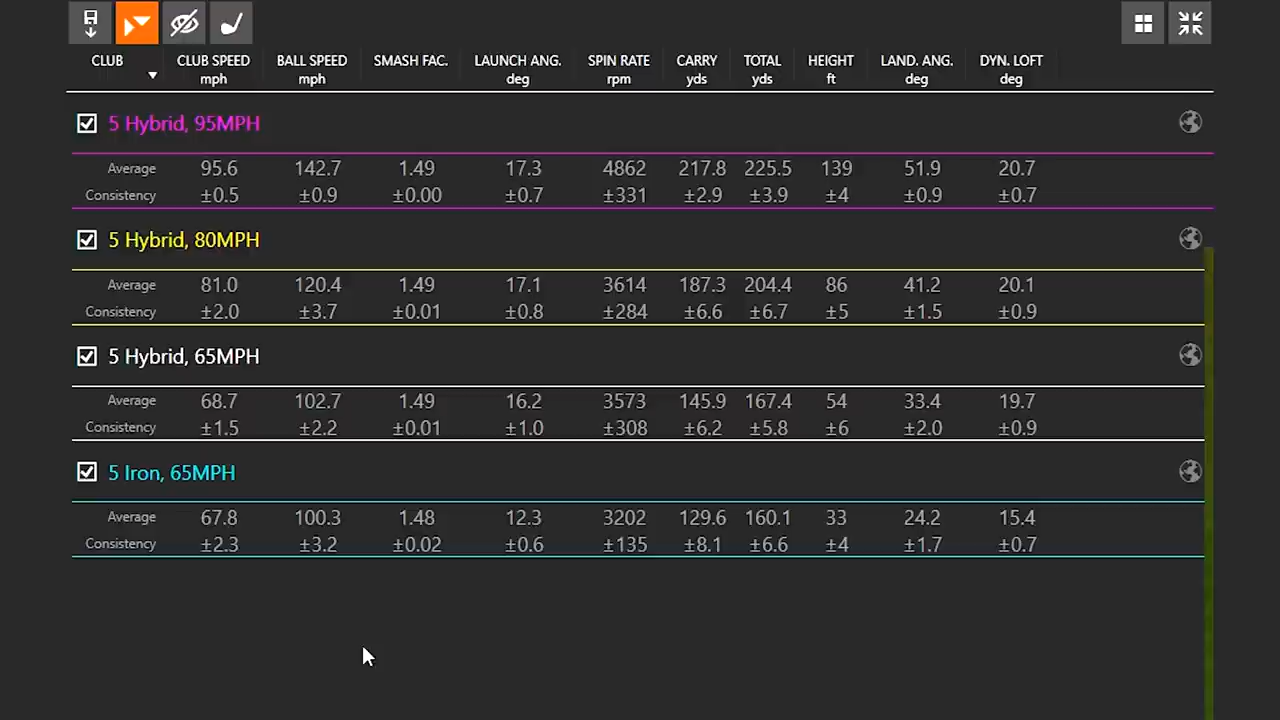 CLUB CLUB SPEED BALL SPEED SMASH FAC. LAUNCH ANG. SPIN RATE CARRY TOTAL HEIGHT LAND. ANG. DYN. LOFT
mph mph deg rpm yds yds ft deg deg
5 Hybrid, 95MPH
Average 95.6 142.7 1.49 17.3 4862 217.8 225.5 139 51.9 20.7
Consistency ±0.5 ±0.9 ±0.00 ±0.7 ±331 ±2.9 ±3.9 ±4 ±0.9 ±0.7
5 Hybrid, 80MPH
Average 81.0 120.4 1.49 17.1 3614 187.3 204.4 86 41.2 20.1
Consistency ±2.0 ±3.7 ±0.01 ±0.8 ±284 ±6.6 ±6.7 ±5 ±1.5 ±0.9
5 Hybrid, 65MPH
Average 68.7 102.7 1.49 16.2 3573 145.9 167.4 54 33.4 19.7
Consistency ±1.5 ±2.2 ±0.01 ±1.0 ±308 ±6.2 ±5.8 ±6 ±2.0 ±0.9
5 Iron, 65MPH
Average 67.8 100.3 1.48 12.3 3202 129.6 160.1 33 24.2 15.4
Consistency ±2.3 ±3.2 ±0.02 ±0.6 ±135 ±8.1 ±6.6 ±4 ±1.7 ±0.7